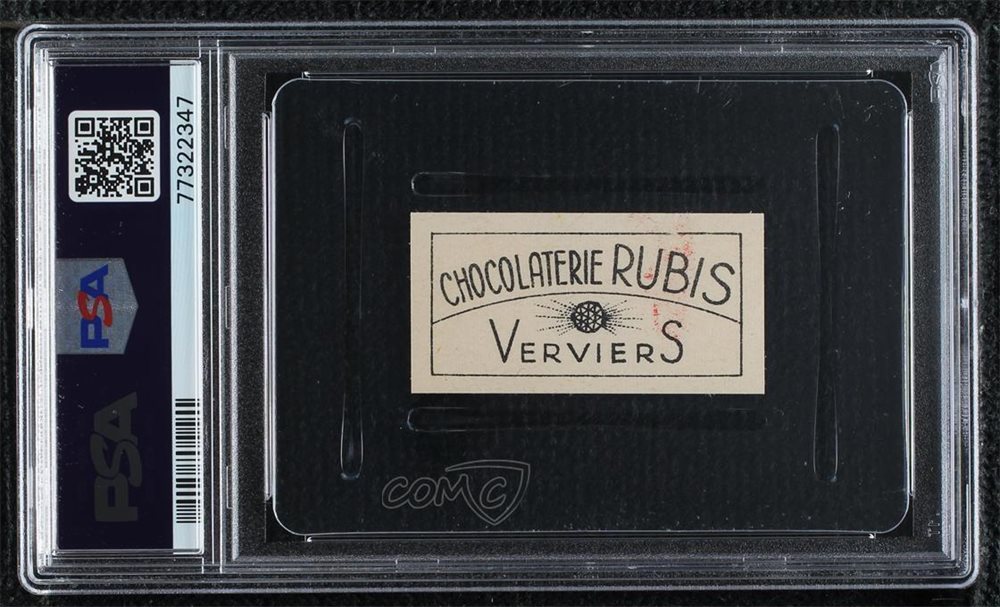 77322347
PSA
PSA
CHOCOLATERIE RUBIS
VERVIERS
COMC